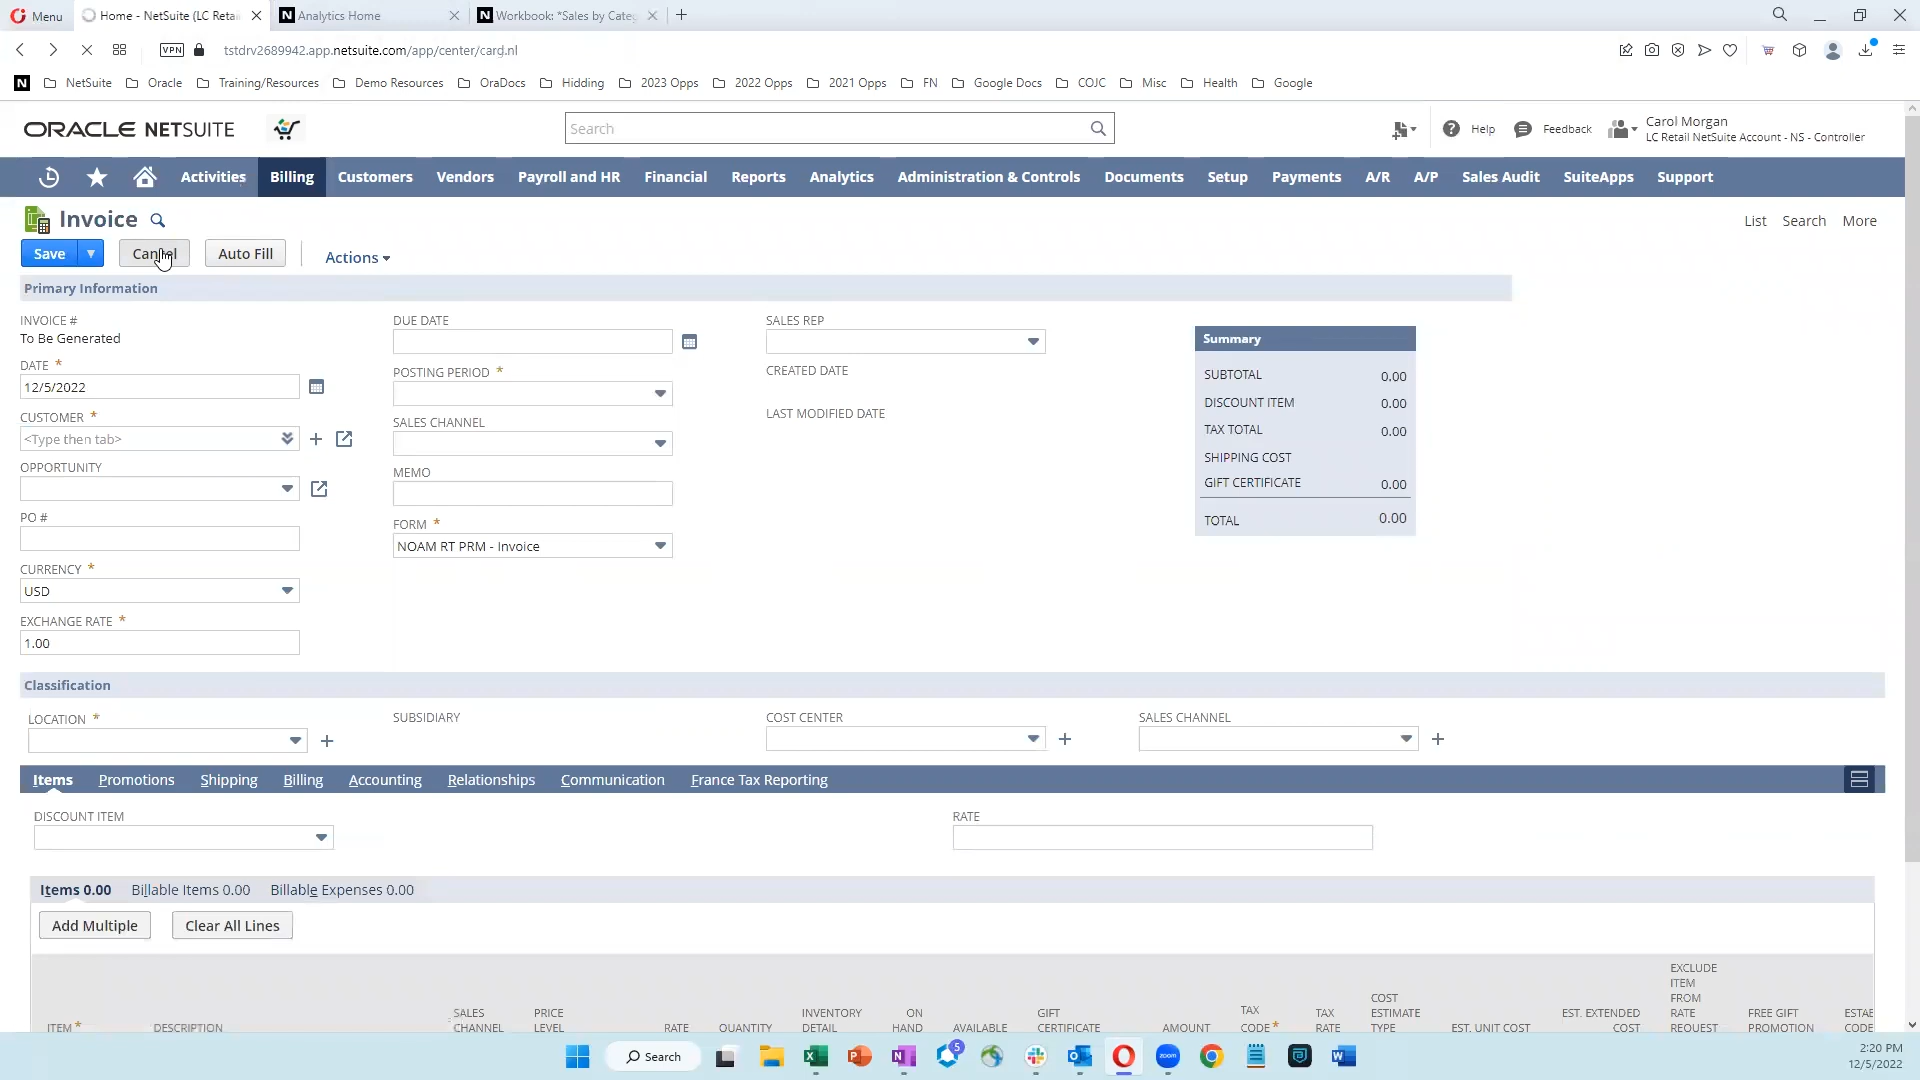 Menu
Home - NetSuite (LC Retai
Analytics Home
Workbook: *Sales by Categ
VPN
tstdrv2689942.app.netsuite.com/app/center/card.nl
N
NetSuite
Oracle
Training/Resources
Demo Resources
OraDocs
Hidding
2023 Opps
2022 Opps
2021 Opps
FN
Google Docs
COJC
Misc
Health
Google
ORACLE NETSUITE
Search
Help
Feedback
Carol Morgan
LC Retail NetSuite Account - NS - Controller
Activities
Billing
Customers
Vendors
Payroll and HR
Financial
Reports
Analytics
Administration & Controls
Documents
Setup
Payments
A/R
A/P
Sales Audit
SuiteApps
Support
Invoice
List
Search
More
Save
Cancel
Auto Fill
Actions
Primary Information
INVOICE #
To Be Generated
DATE *
12/5/2022
CUSTOMER *
<Type then tab>
OPPORTUNITY
PO #
CURRENCY *
USD
EXCHANGE RATE *
1.00
DUE DATE
POSTING PERIOD *
SALES CHANNEL
MEMO
FORM *
NOAM RT PRM - Invoice
SALES REP
CREATED DATE
LAST MODIFIED DATE
Summary
SUBTOTAL 0.00
DISCOUNT ITEM 0.00
TAX TOTAL 0.00
SHIPPING COST
GIFT CERTIFICATE 0.00
TOTAL 0.00
Classification
LOCATION *
SUBSIDIARY
COST CENTER
SALES CHANNEL
Items
Promotions
Shipping
Billing
Accounting
Relationships
Communication
France Tax Reporting
DISCOUNT ITEM
RATE
Items 0.00
Billable Items 0.00
Billable Expenses 0.00
Add Multiple
Clear All Lines
ITEM *
DESCRIPTION
SALES
CHANNEL
PRICE
LEVEL
RATE
QUANTITY
INVENTORY
DETAIL
ON
HAND
AVAILABLE
GIFT
CERTIFICATE
AMOUNT
TAX
CODE *
TAX
RATE
COST
ESTIMATE
TYPE
EST. UNIT COST
EST. EXTENDED
COST
EXCLUDE
ITEM
FROM
RATE
REQUEST
FREE GIFT
PROMOTION
ESTAE
CODE
Search
5
zoom
2:20 PM
12/5/2022